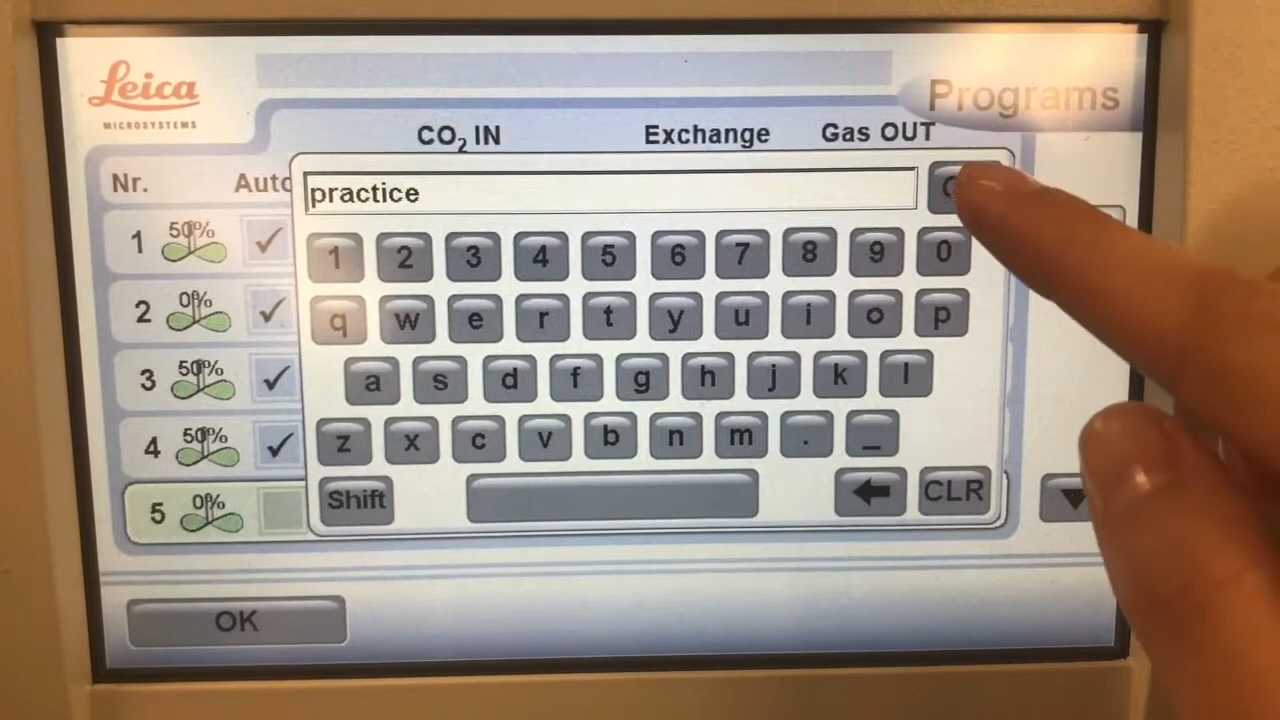 Leica
MICROSYSTEMS
Programs
CO₂ IN Exchange Gas OUT
Nr. Auto
practice
1 50%
2 0%
3 50%
4 50%
5 0%
1 2 3 4 5 6 7 8 9 0
q w e r t y u i o p
a s d f g h j k l
z x c v b n m . _
Shift CLR
OK